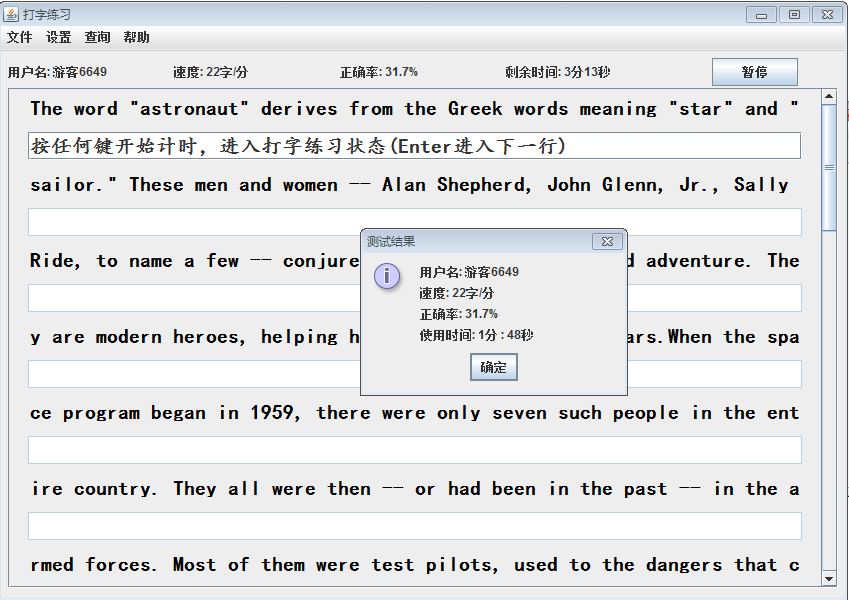 打字练习
文件 设置 查询 帮助
用户名:游客6649 速度: 22字/分 正确率: 31.7% 剩余时间: 3分13秒 暂停
The word "astronaut" derives from the Greek words meaning "star" and "
按任何键开始计时，进入打字练习状态(Enter进入下一行)
sailor." These men and women -- Alan Shepherd, John Glenn, Jr., Sally
Ride, to name a few -- conjure d adventure. The
y are modern heroes, helping h ars.When the spa
ce program began in 1959, there were only seven such people in the ent
ire country. They all were then -- or had been in the past -- in the a
rmed forces. Most of them were test pilots, used to the dangers that c
测试结果
用户名:游客6649
速度: 22字/分
正确率: 31.7%
使用时间: 1分 : 48秒
确定